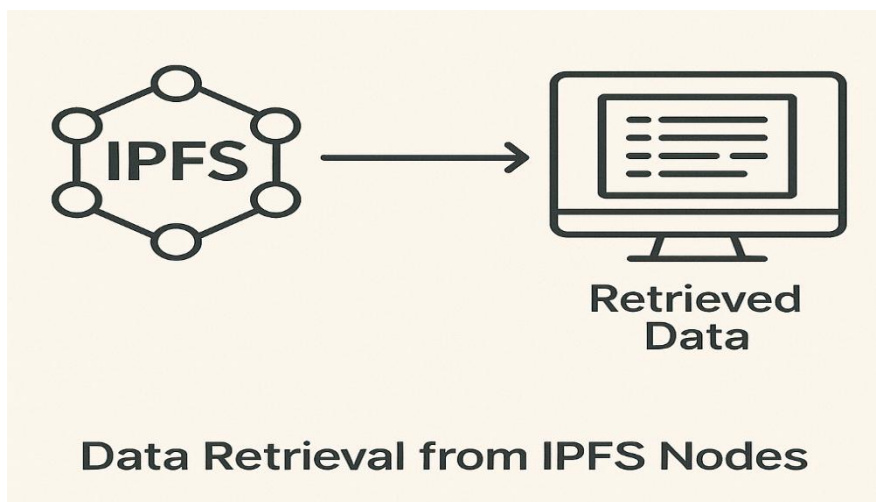 IPFS
Retrieved
Data
Data Retrieval from IPFS Nodes